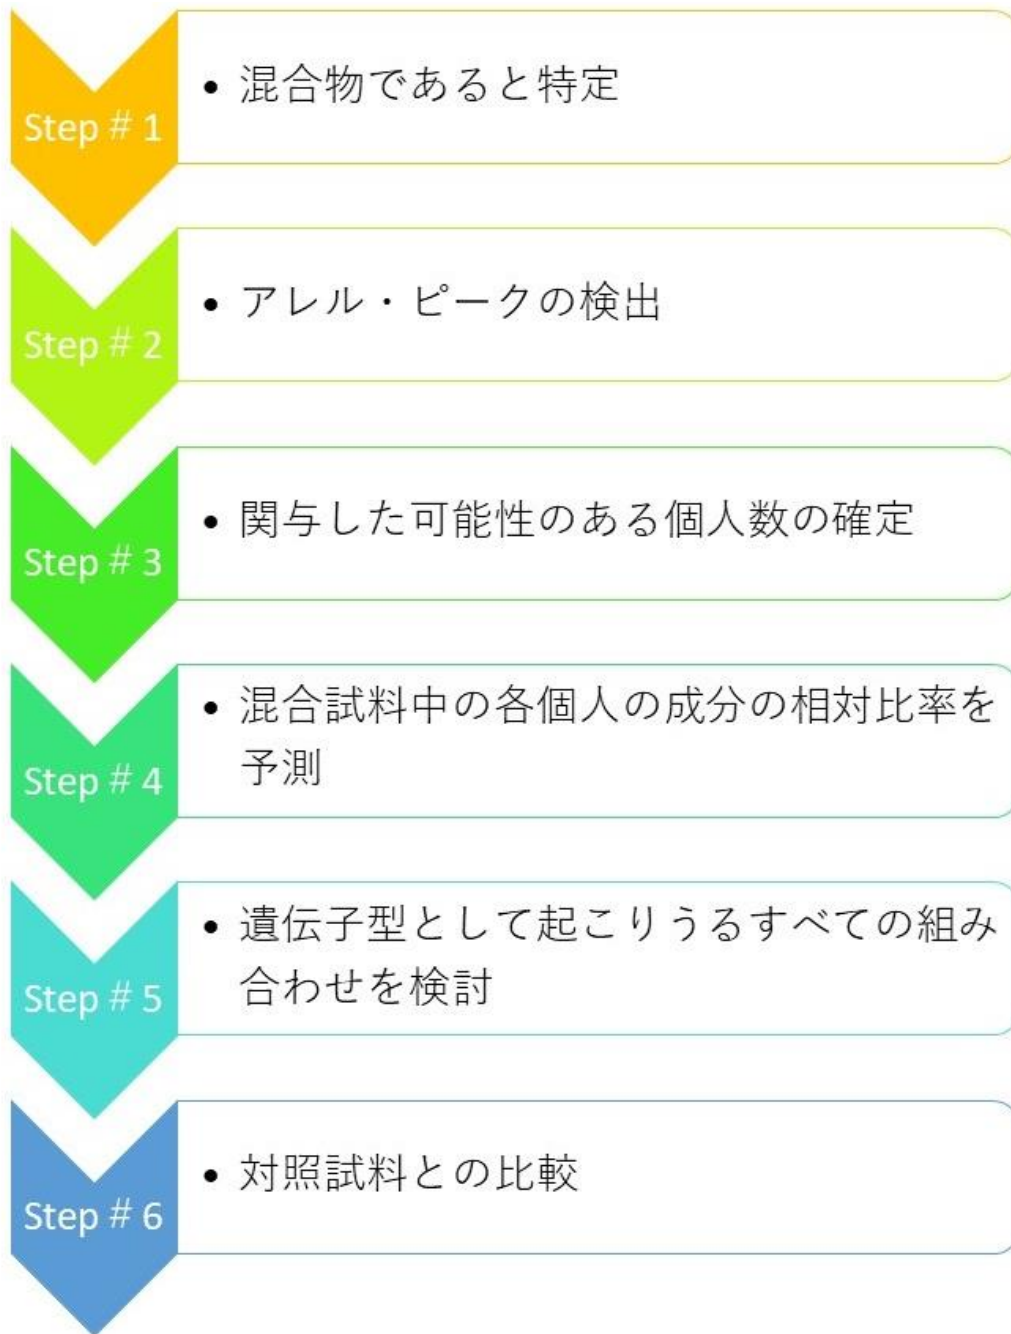 Step # 1
• 混合物であると特定
Step # 2
• アレル・ピークの検出
Step # 3
• 関与した可能性のある個人数の確定
Step # 4
• 混合試料中の各個人の成分の相対比率を
予測
Step # 5
• 遺伝子型として起こりうるすべての組み
合わせを検討
Step # 6
• 対照試料との比較